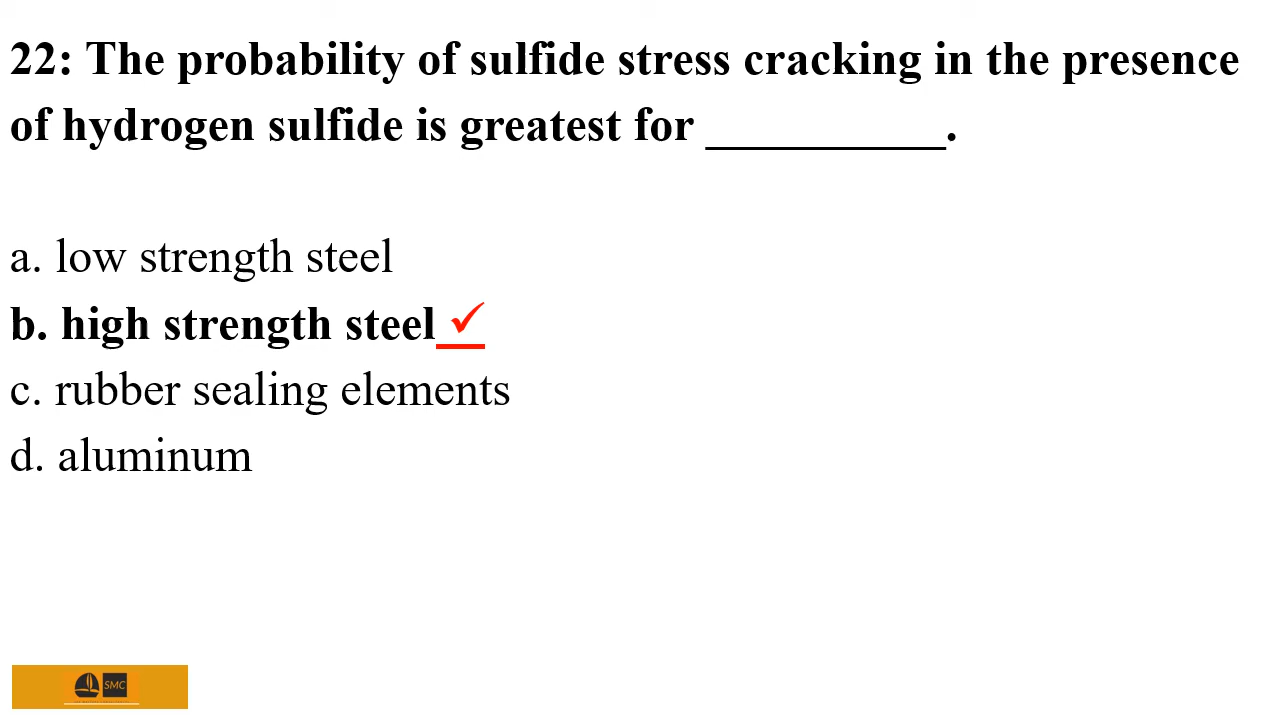 22: The probability of sulfide stress cracking in the presence
of hydrogen sulfide is greatest for __________.
a. low strength steel
b. high strength steel ✓
c. rubber sealing elements
d. aluminum
SMC